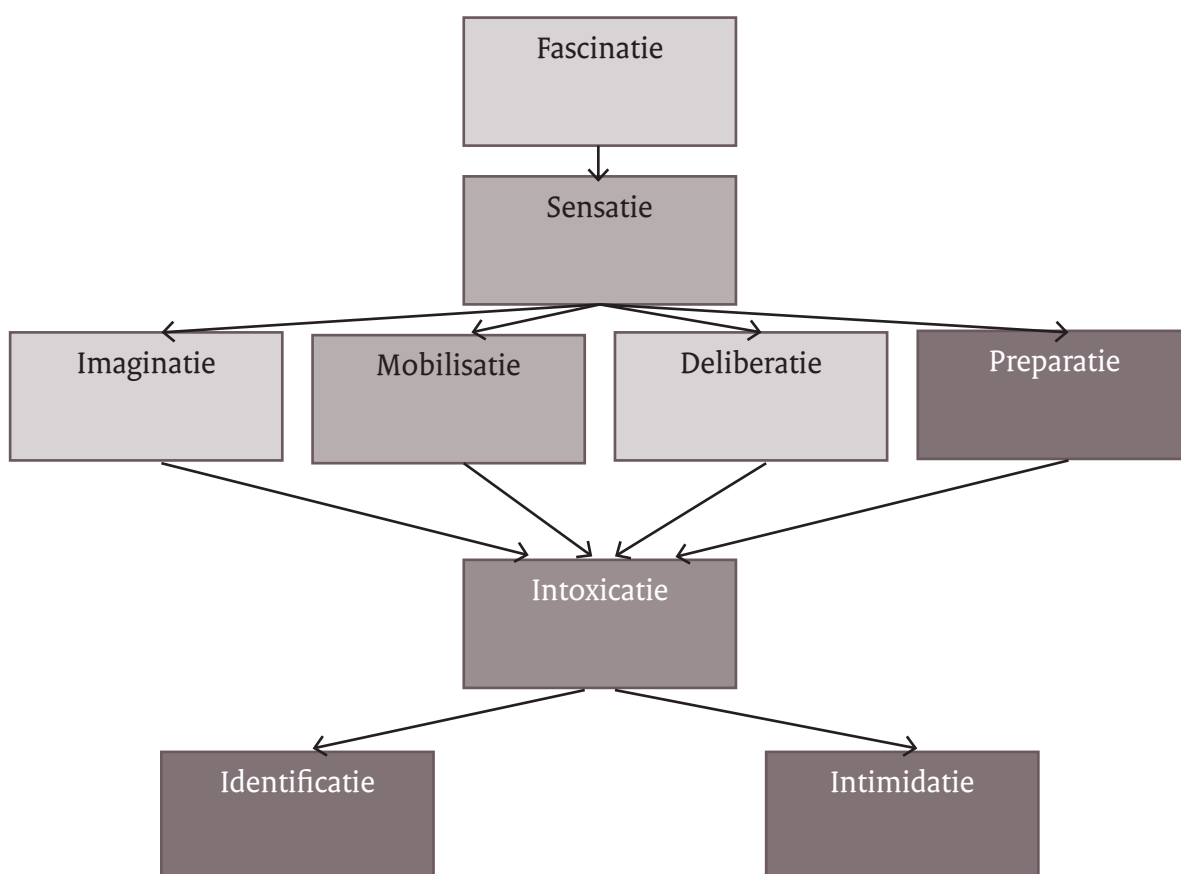 Fascinatie
Sensatie
Imaginatie
Mobilisatie
Deliberatie
Preparatie
Intoxicatie
Identificatie
Intimidatie